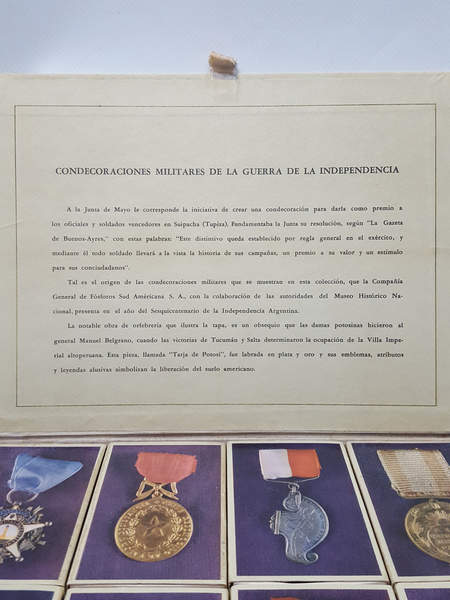 CONDECORACIONES MILITARES DE LA GUERRA DE LA INDEPENDENCIA
A la Junta de Mayo le corresponde la iniciativa de crear una condecoración para darla como premio a
los oficiales y soldados vencedores en Suipacha (Tupiza). Fundamentaba la Junta su resolución, según "La Gazeta
de Buenos-Ayres," con estas palabras: "Este distintivo queda establecido por regla general en el exército, y
mediante él todo soldado llevará a la vista la historia de sus campañas, un premio a su valor y un estímulo
para sus conciudadanos".
Tal es el origen de las condecoraciones militares que se muestran en esta colección, que la Compañía
General de Fósforos Sud Américana S. A., con la colaboración de las autoridades del Museo Histórico Na-
cional, presenta en el año del Sesquicentenario de la Independencia Argentina.
La notable obra de orfebrería que ilustra la tapa, es un obsequio que las damas potosinas hicieron al
general Manuel Belgrano, cuando las victorias de Tucumán y Salta determinaron la ocupación de la Villa Impe-
rial altoperuana. Esta pieza, llamada "Tarja de Potosí", fue labrada en plata y oro y sus emblemas, atributos
y leyendas alusivas simbolizan la liberación del suelo americano.